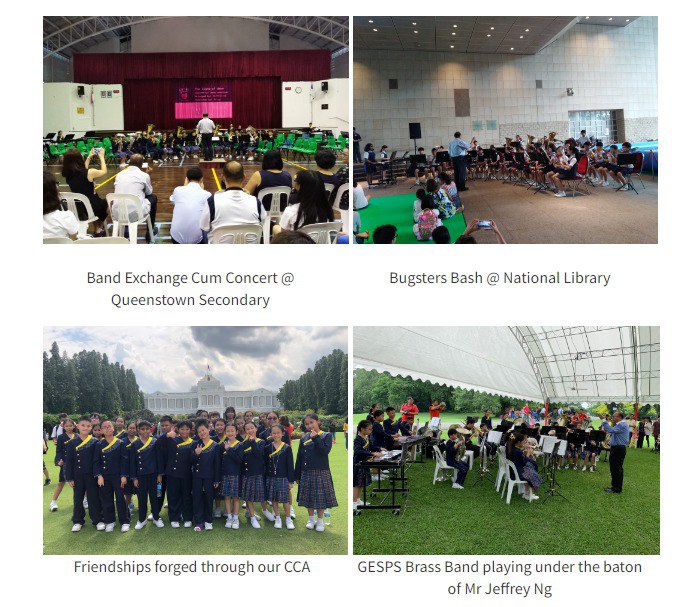 Band Exchange Cum Concert @
Queenstown Secondary
Bugsters Bash @ National Library
Friendships forged through our CCA
GESPS Brass Band playing under the baton
of Mr Jeffrey Ng